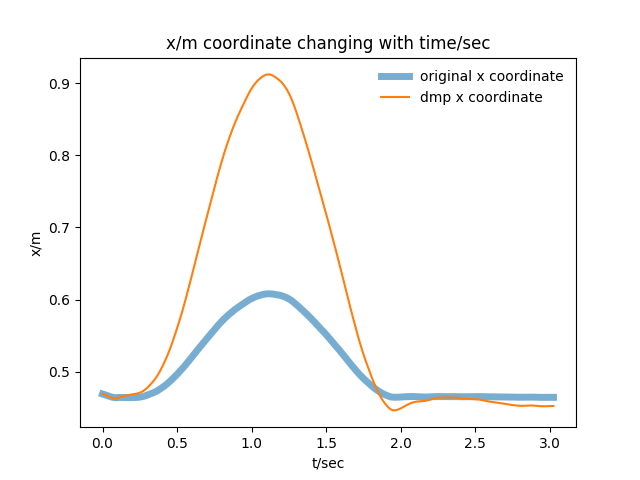 x/m coordinate changing with time/sec
original x coordinate
dmp x coordinate
0.9
0.8
0.7
0.6
0.5
x/m
0.0 0.5 1.0 1.5 2.0 2.5 3.0
t/sec